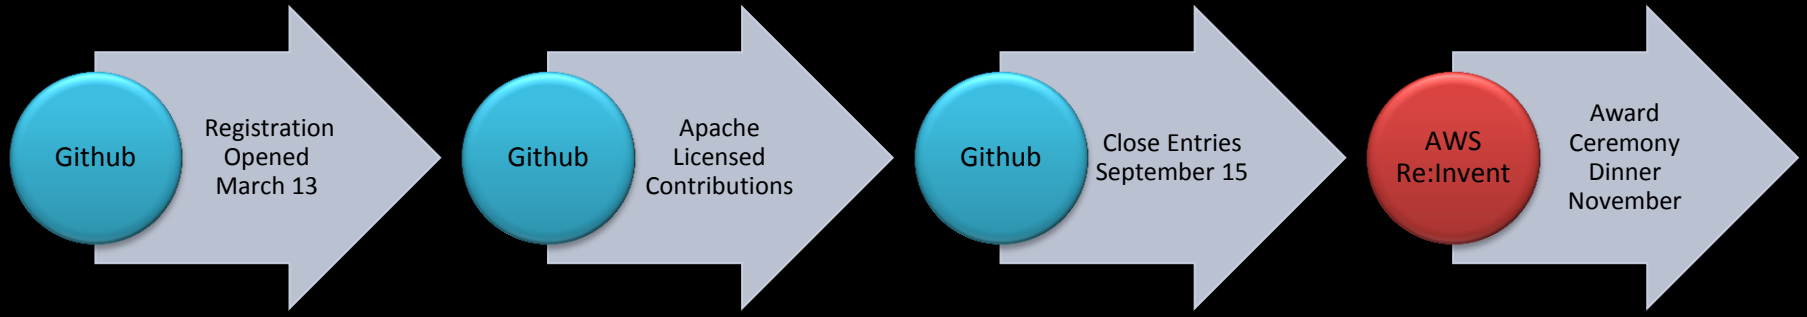 Github
Registration
Opened
March 13
Github
Apache
Licensed
Contributions
Github
Close Entries
September 15
AWS
Re:Invent
Award
Ceremony
Dinner
November